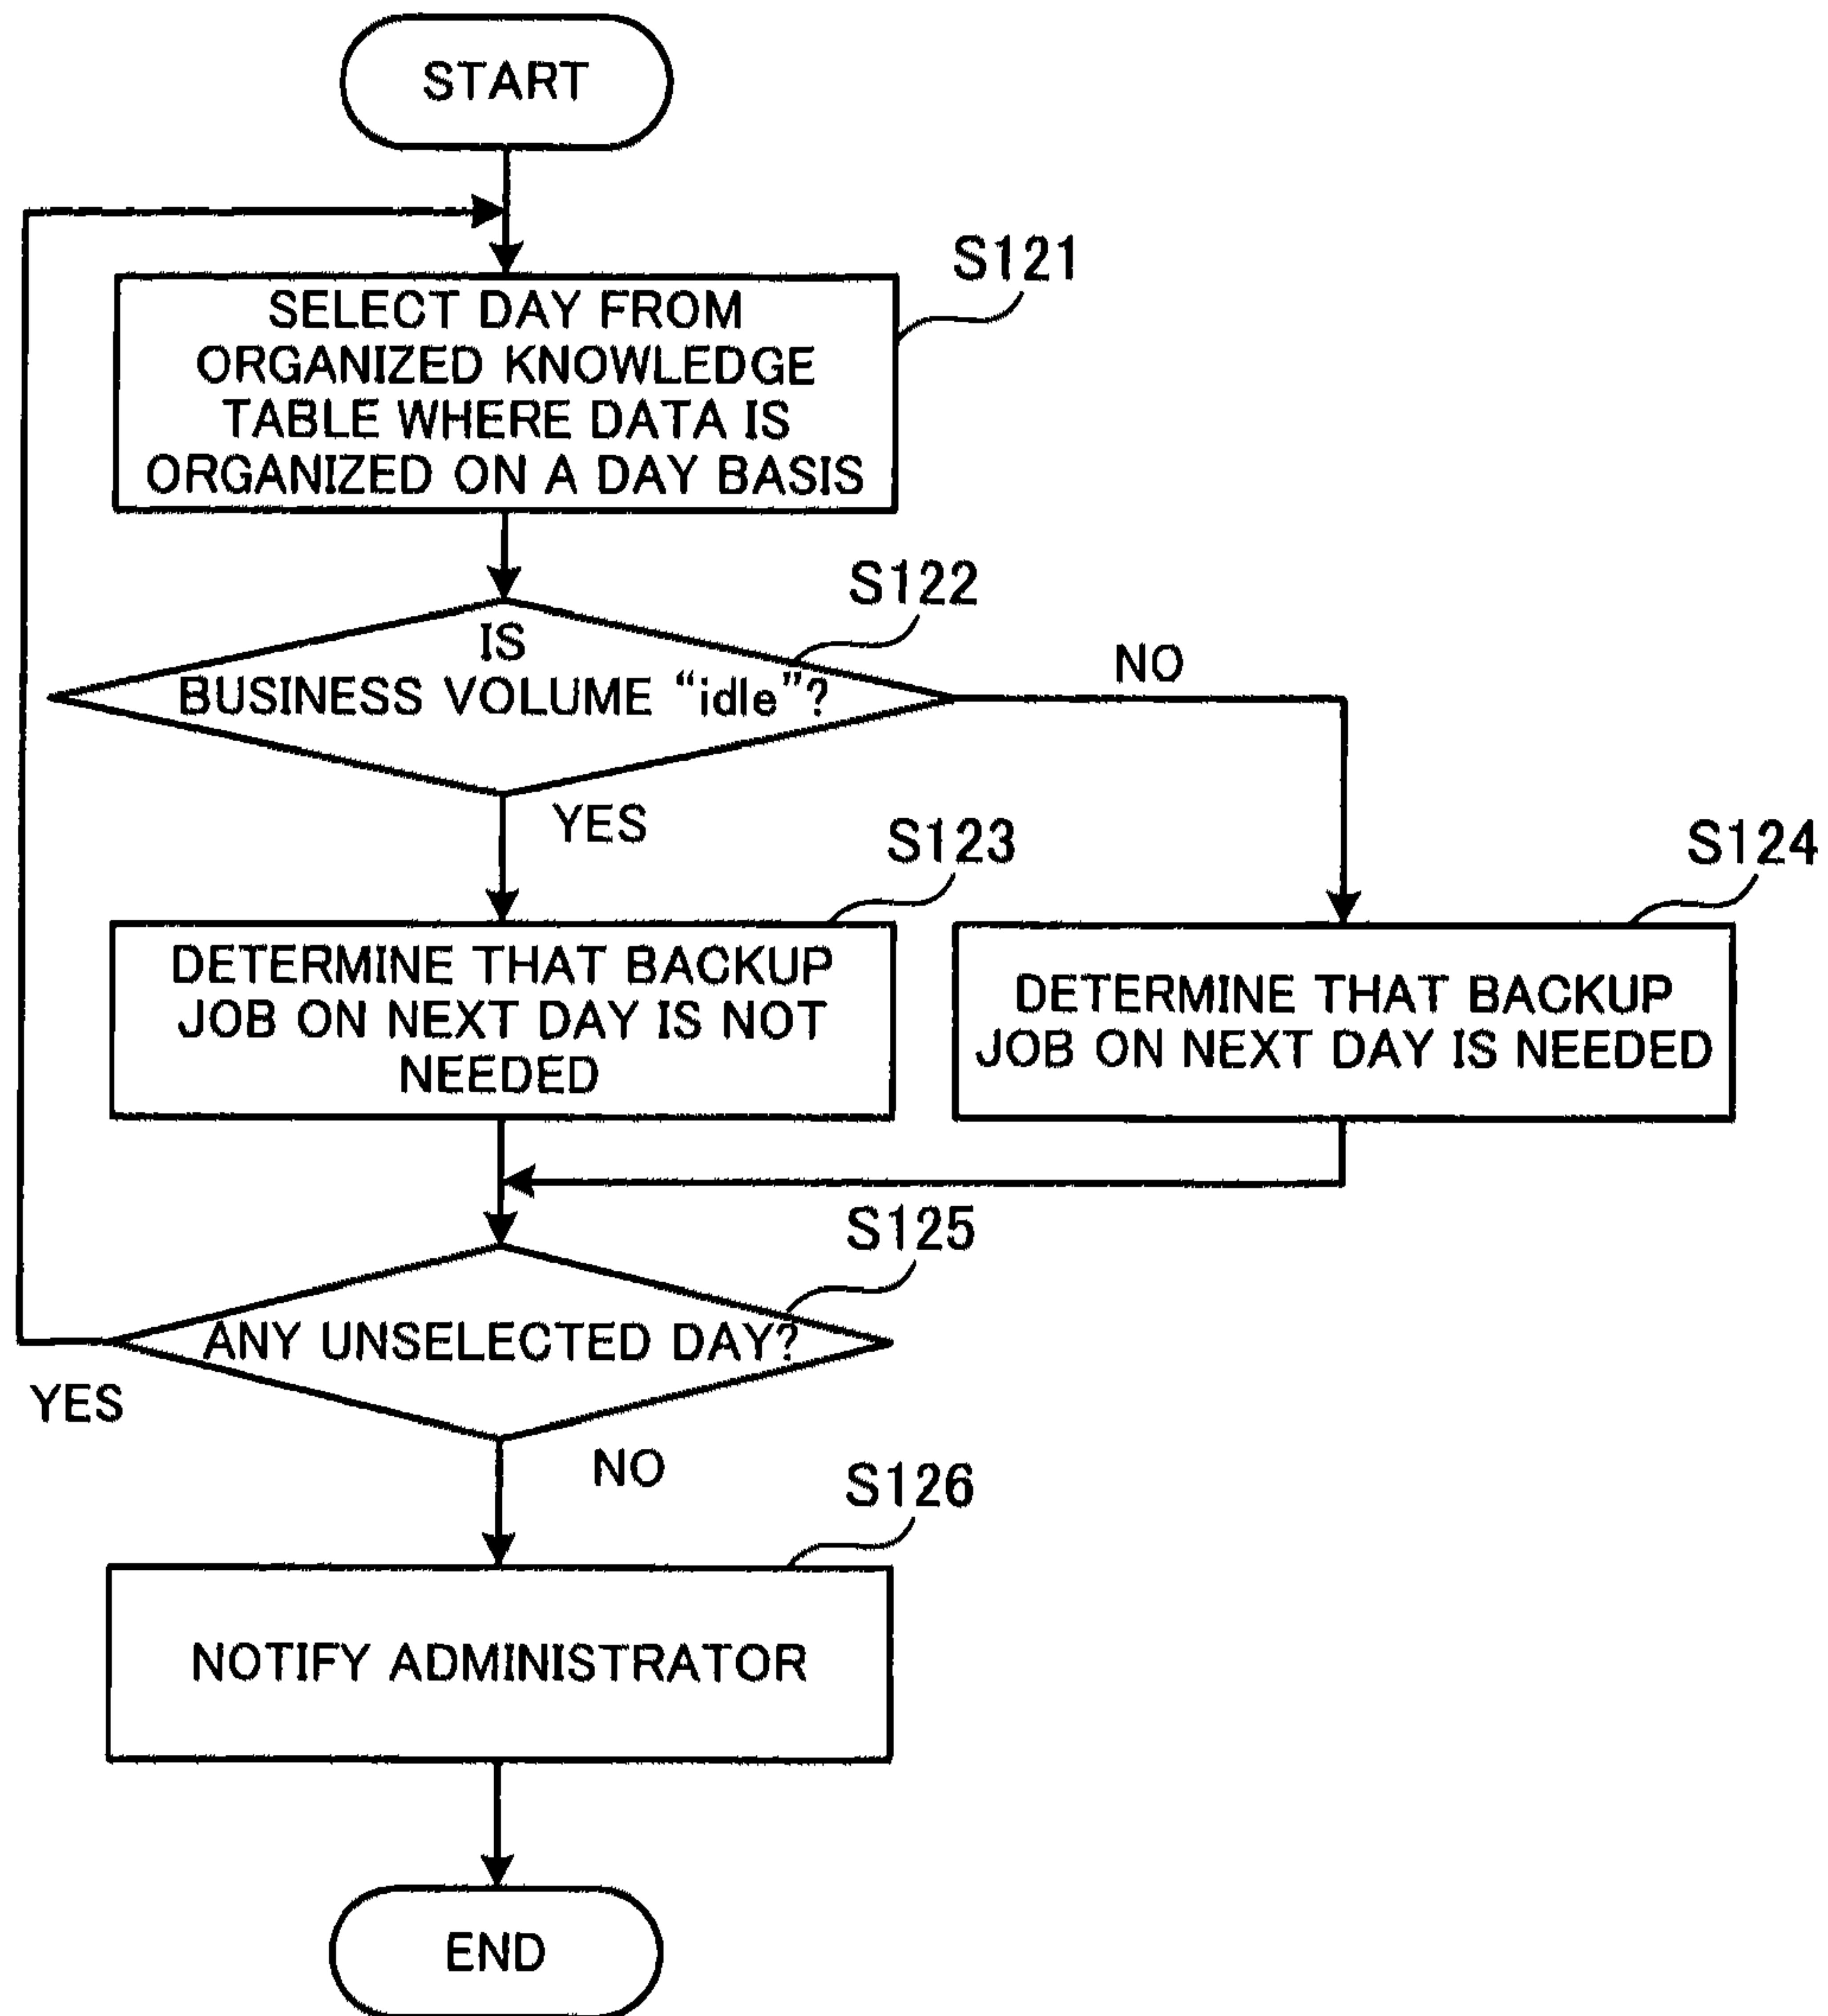 START
S121
SELECT DAY FROM
ORGANIZED KNOWLEDGE
TABLE WHERE DATA IS
ORGANIZED ON A DAY BASIS
S122
IS
BUSINESS VOLUME “idle”?
NO
YES
S123
S124
DETERMINE THAT BACKUP
JOB ON NEXT DAY IS NOT
NEEDED
DETERMINE THAT BACKUP
JOB ON NEXT DAY IS NEEDED
S125
ANY UNSELECTED DAY?
YES
NO
S126
NOTIFY ADMINISTRATOR
END